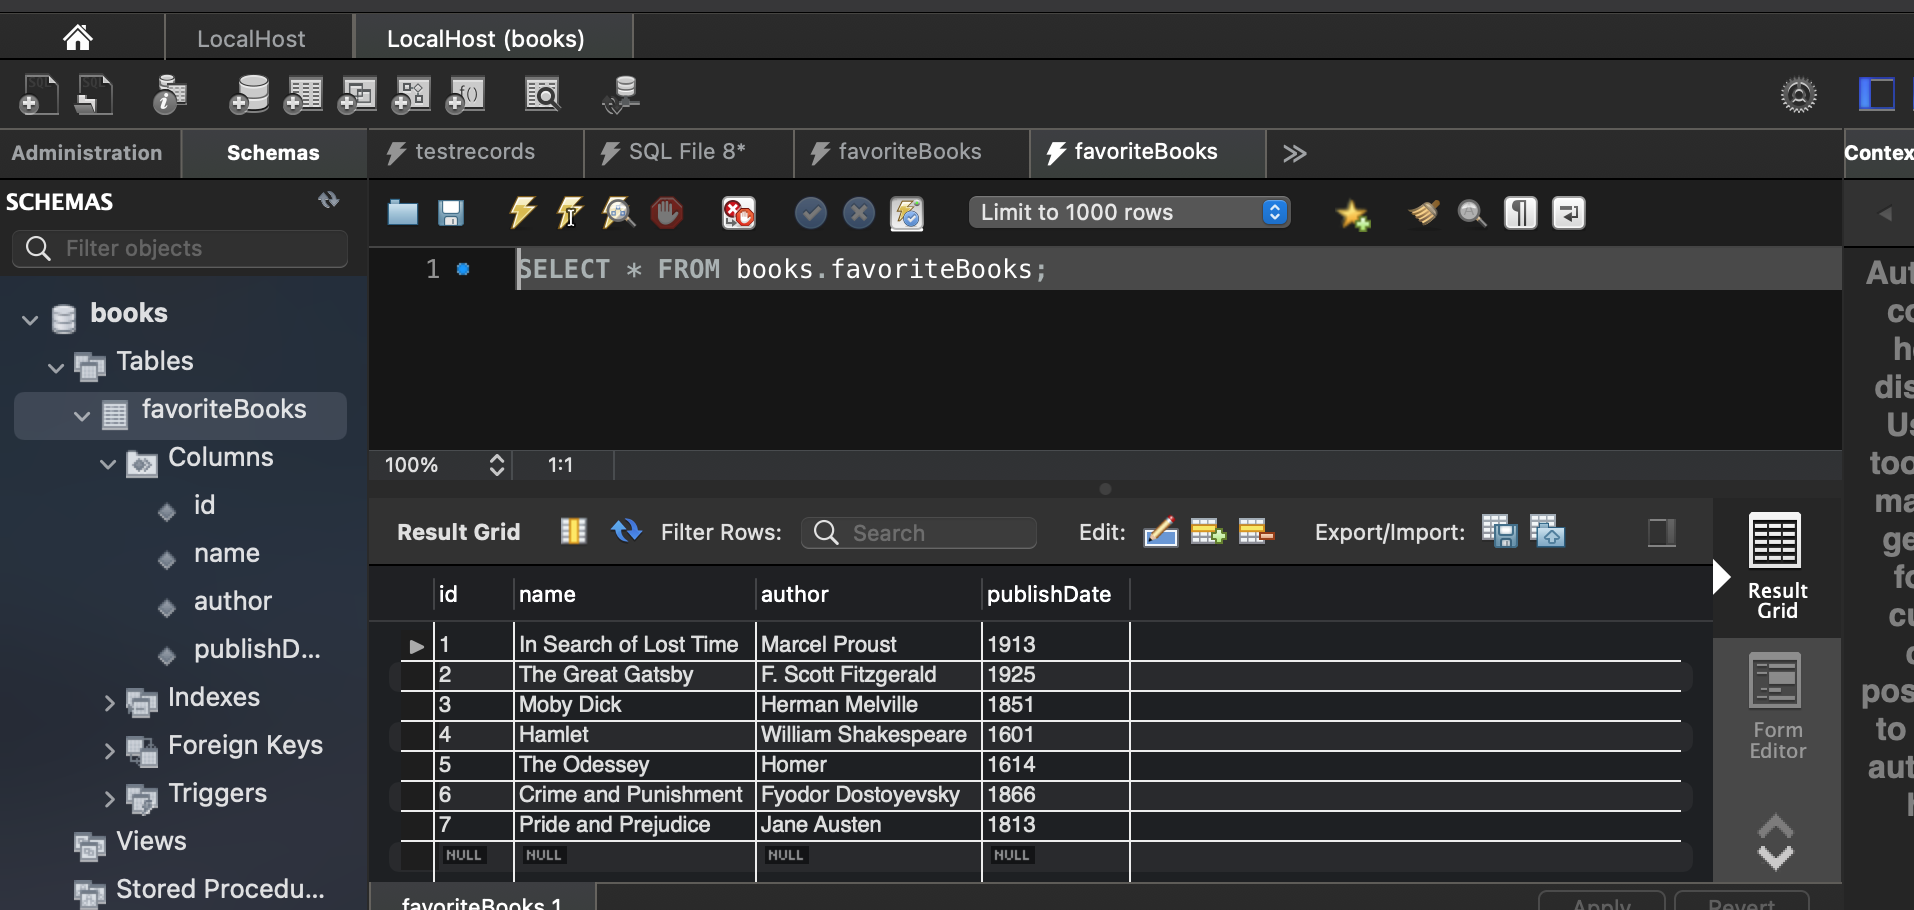 LocalHost
LocalHost (books)
Administration
Schemas
testrecords
SQL File 8*
favoriteBooks
favoriteBooks
SCHEMAS
Filter objects
Limit to 1000 rows
1
SELECT * FROM books.favoriteBooks;
books
Tables
favoriteBooks
Columns
id
name
author
publishD...
Indexes
Foreign Keys
Triggers
Views
Stored Procedu...
100%
1:1
Result Grid
Filter Rows:
Search
Edit:
Export/Import:
id name author publishDate
1 In Search of Lost Time Marcel Proust 1913
2 The Great Gatsby F. Scott Fitzgerald 1925
3 Moby Dick Herman Melville 1851
4 Hamlet William Shakespeare 1601
5 The Odessey Homer 1614
6 Crime and Punishment Fyodor Dostoyevsky 1866
7 Pride and Prejudice Jane Austen 1813
NULL NULL NULL NULL
Result
Grid
Form
Editor
favoriteBooks 1
Apply
Revert
Contex
Aut
co
dis
Us
too
ma
ge
fo
cu
pos
to
aut